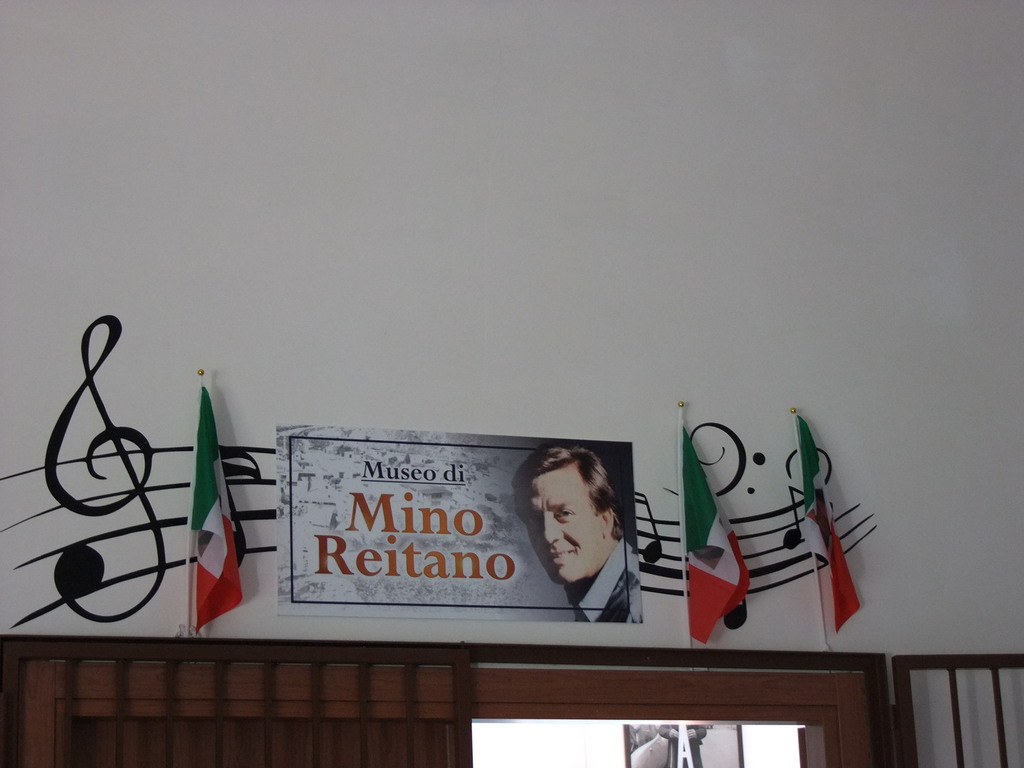 Museo di
Mino
Reitano
A